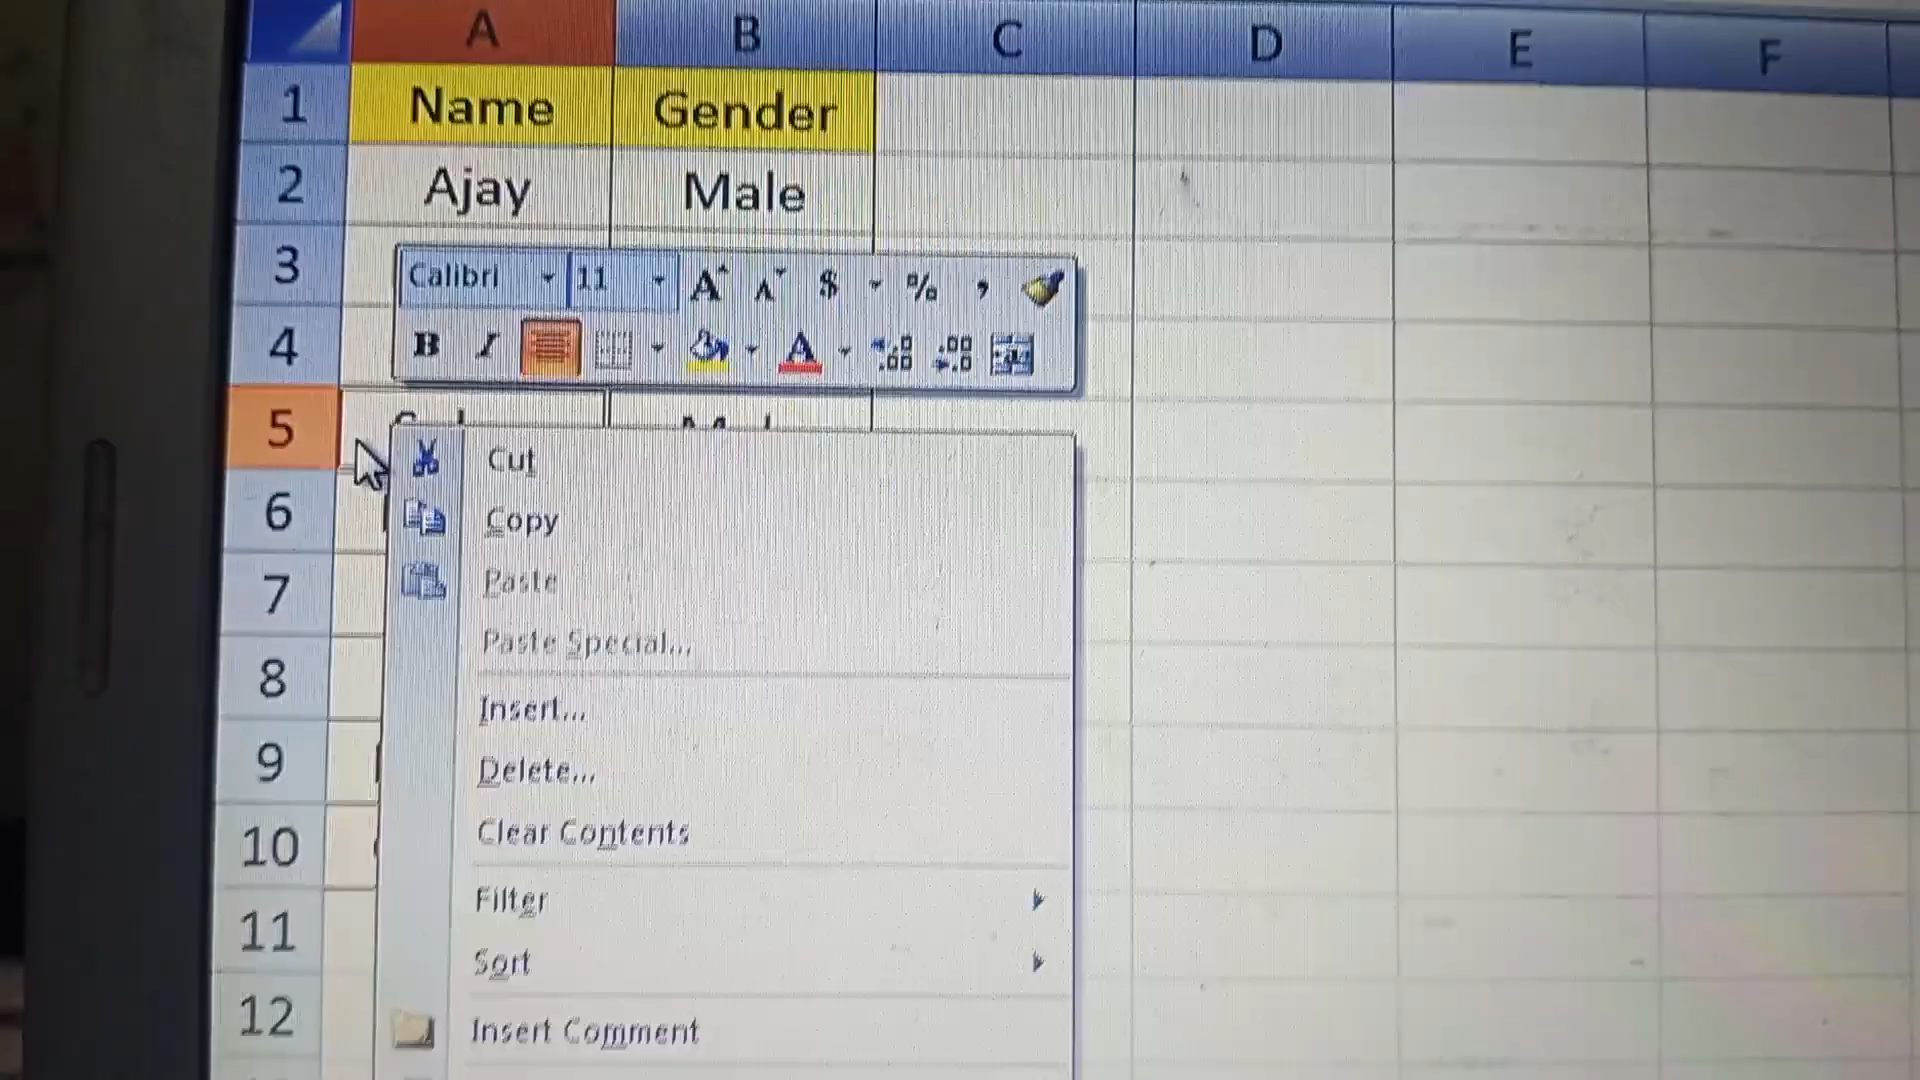 A B C D E F
1 Name Gender
2 Ajay Male
3
Calibri 11 A A $ % ,
4
B I A
5
Cut
6
Copy
7
Paste
Paste Special...
8
Insert...
9
Delete...
10
Clear Contents
11
Filter
Sort
12
Insert Comment